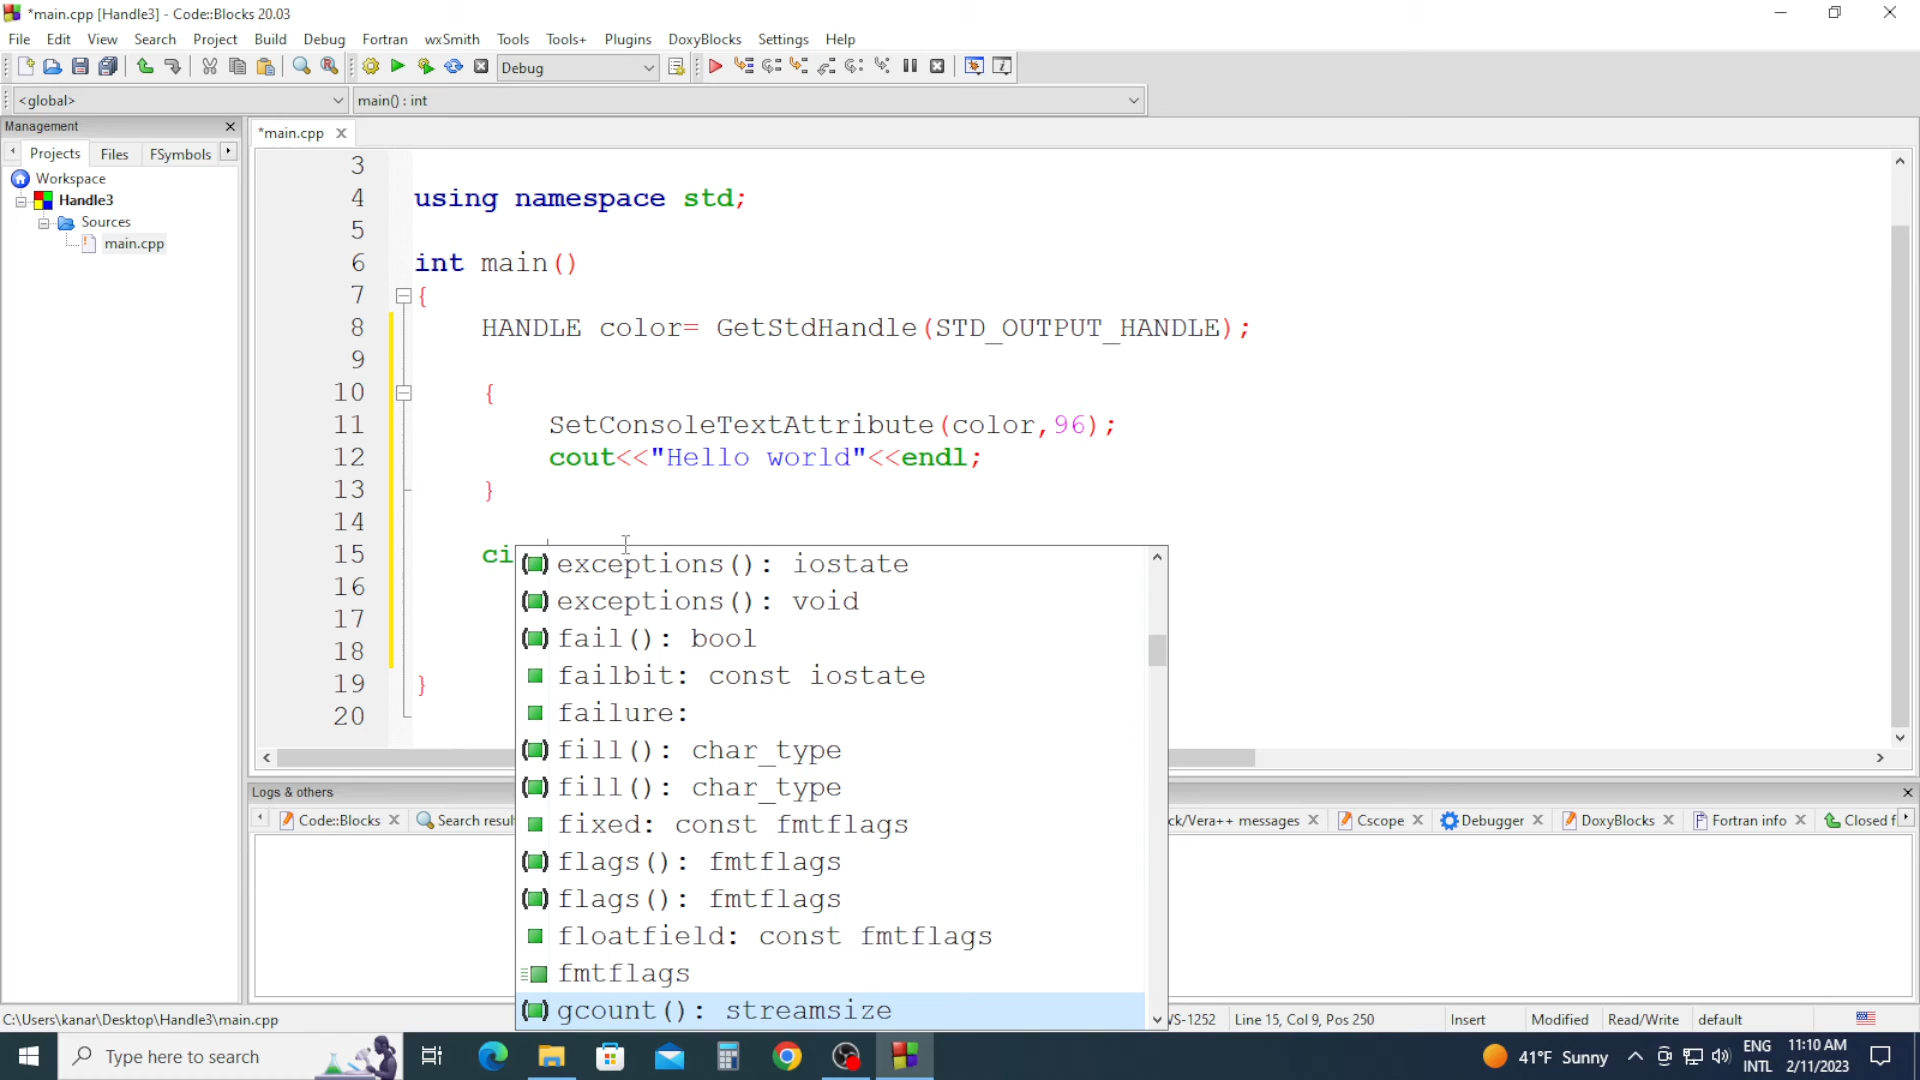 *main.cpp [Handle3] - Code::Blocks 20.03
File Edit View Search Project Build Debug Fortran wxSmith Tools Tools+ Plugins DoxyBlocks Settings Help
Debug
<global> main() : int
Management
*main.cpp
Projects Files FSymbols
Workspace
Handle3
Sources
main.cpp
3
4 using namespace std;
5
6 int main()
7 {
8 HANDLE color= GetStdHandle(STD_OUTPUT_HANDLE);
9
10 {
11 SetConsoleTextAttribute(color,96);
12 cout<<"Hello world"<<endl;
13 }
14
15 ci
16
17
18
19 }
20
exceptions(): iostate
exceptions(): void
fail(): bool
failbit: const iostate
failure:
fill(): char_type
fill(): char_type
fixed: const fmtflags
flags(): fmtflags
flags(): fmtflags
floatfield: const fmtflags
fmtflags
gcount(): streamsize
Logs & others
Code::Blocks Search resul ck/Vera++ messages Cscope Debugger DoxyBlocks Fortran info Closed f
C:\Users\kanar\Desktop\Handle3\main.cpp VS-1252 Line 15, Col 9, Pos 250 Insert Modified Read/Write default
Type here to search
41°F Sunny
ENG
INTL
11:10 AM
2/11/2023